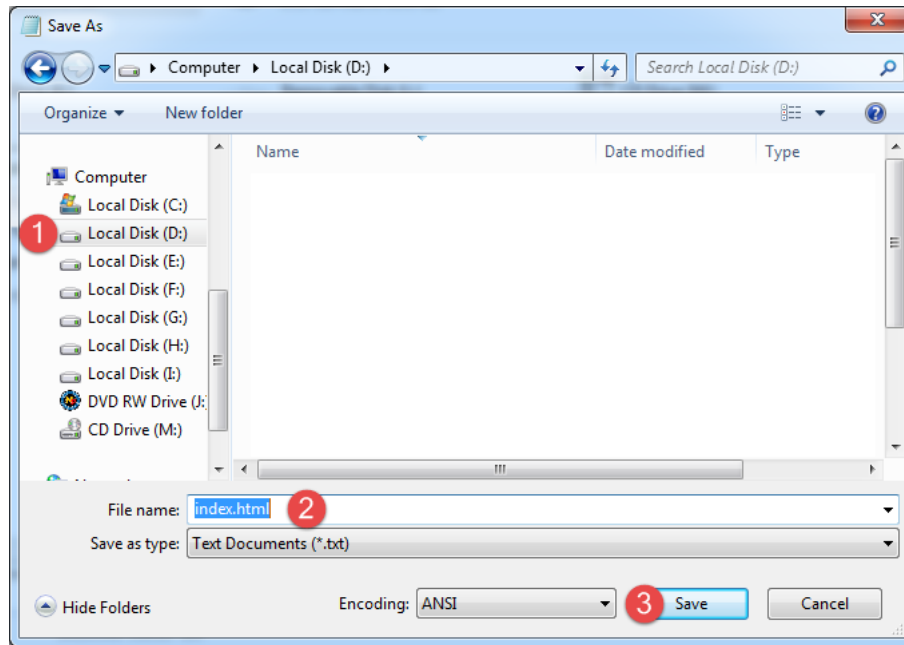 Save As
Computer Local Disk (D:) Search Local Disk (D:)
Organize New folder
Name Date modified Type
Computer
Local Disk (C:)
1 Local Disk (D:)
Local Disk (E:)
Local Disk (F:)
Local Disk (G:)
Local Disk (H:)
Local Disk (I:)
DVD RW Drive (J:
CD Drive (M:)
File name: index.html 2
Save as type: Text Documents (*.txt)
Hide Folders Encoding: ANSI 3 Save Cancel